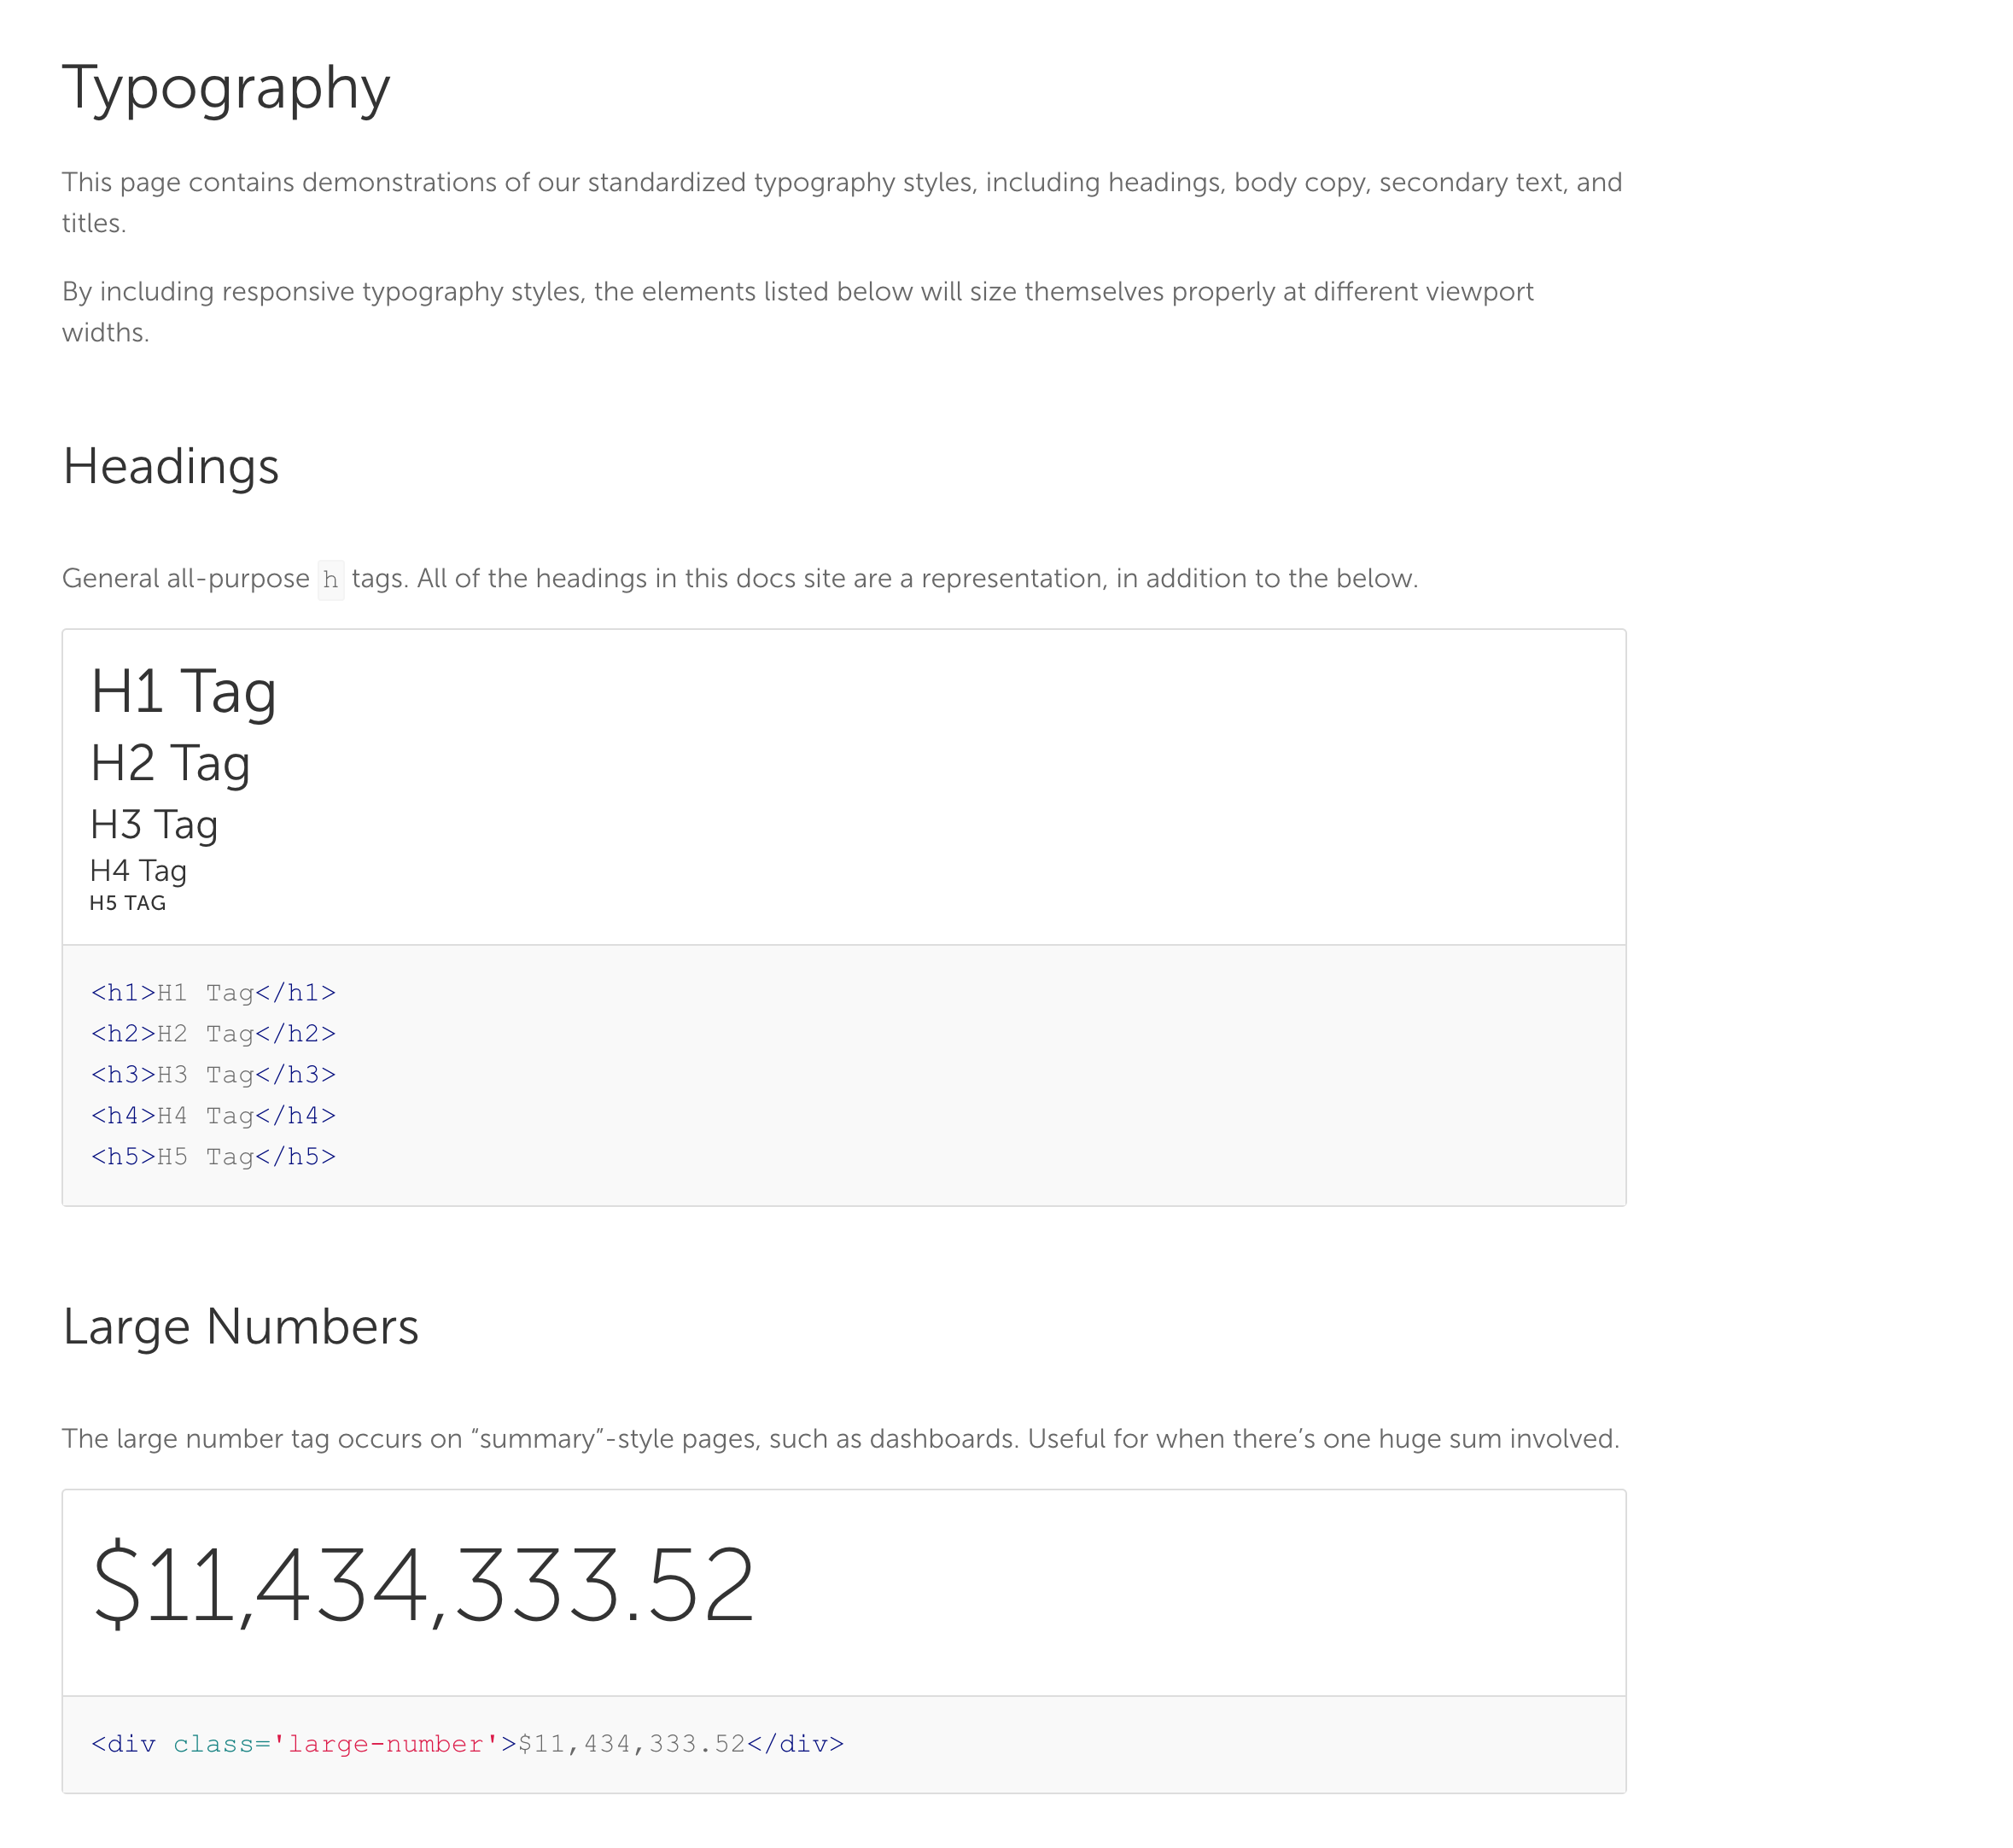 Typography
This page contains demonstrations of our standardized typography styles, including headings, body copy, secondary text, and
titles.
By including responsive typography styles, the elements listed below will size themselves properly at different viewport
widths.
Headings
General all-purpose h tags. All of the headings in this docs site are a representation, in addition to the below.
H1 Tag
H2 Tag
H3 Tag
H4 Tag
H5 TAG
<h1>H1 Tag</h1>
<h2>H2 Tag</h2>
<h3>H3 Tag</h3>
<h4>H4 Tag</h4>
<h5>H5 Tag</h5>
Large Numbers
The large number tag occurs on “summary”-style pages, such as dashboards. Useful for when there’s one huge sum involved.
$11,434,333.52
<div class='large-number'>$11,434,333.52</div>